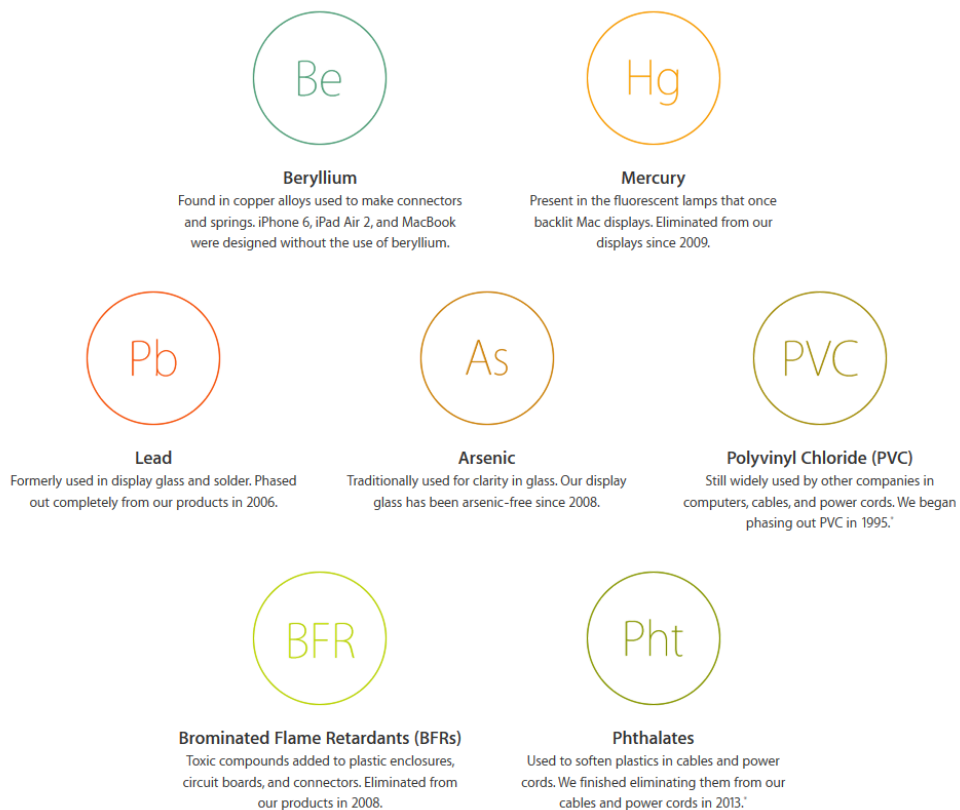 Be
Hg
Beryllium
Found in copper alloys used to make connectors
and springs. iPhone 6, iPad Air 2, and MacBook
were designed without the use of beryllium.
Mercury
Present in the fluorescent lamps that once
backlit Mac displays. Eliminated from our
displays since 2009.
Pb
As
PVC
Lead
Formerly used in display glass and solder. Phased
out completely from our products in 2006.
Arsenic
Traditionally used for clarity in glass. Our display
glass has been arsenic-free since 2008.
Polyvinyl Chloride (PVC)
Still widely used by other companies in
computers, cables, and power cords. We began
phasing out PVC in 1995.*
BFR
Pht
Brominated Flame Retardants (BFRs)
Toxic compounds added to plastic enclosures,
circuit boards, and connectors. Eliminated from
our products in 2008.
Phthalates
Used to soften plastics in cables and power
cords. We finished eliminating them from our
cables and power cords in 2013.*